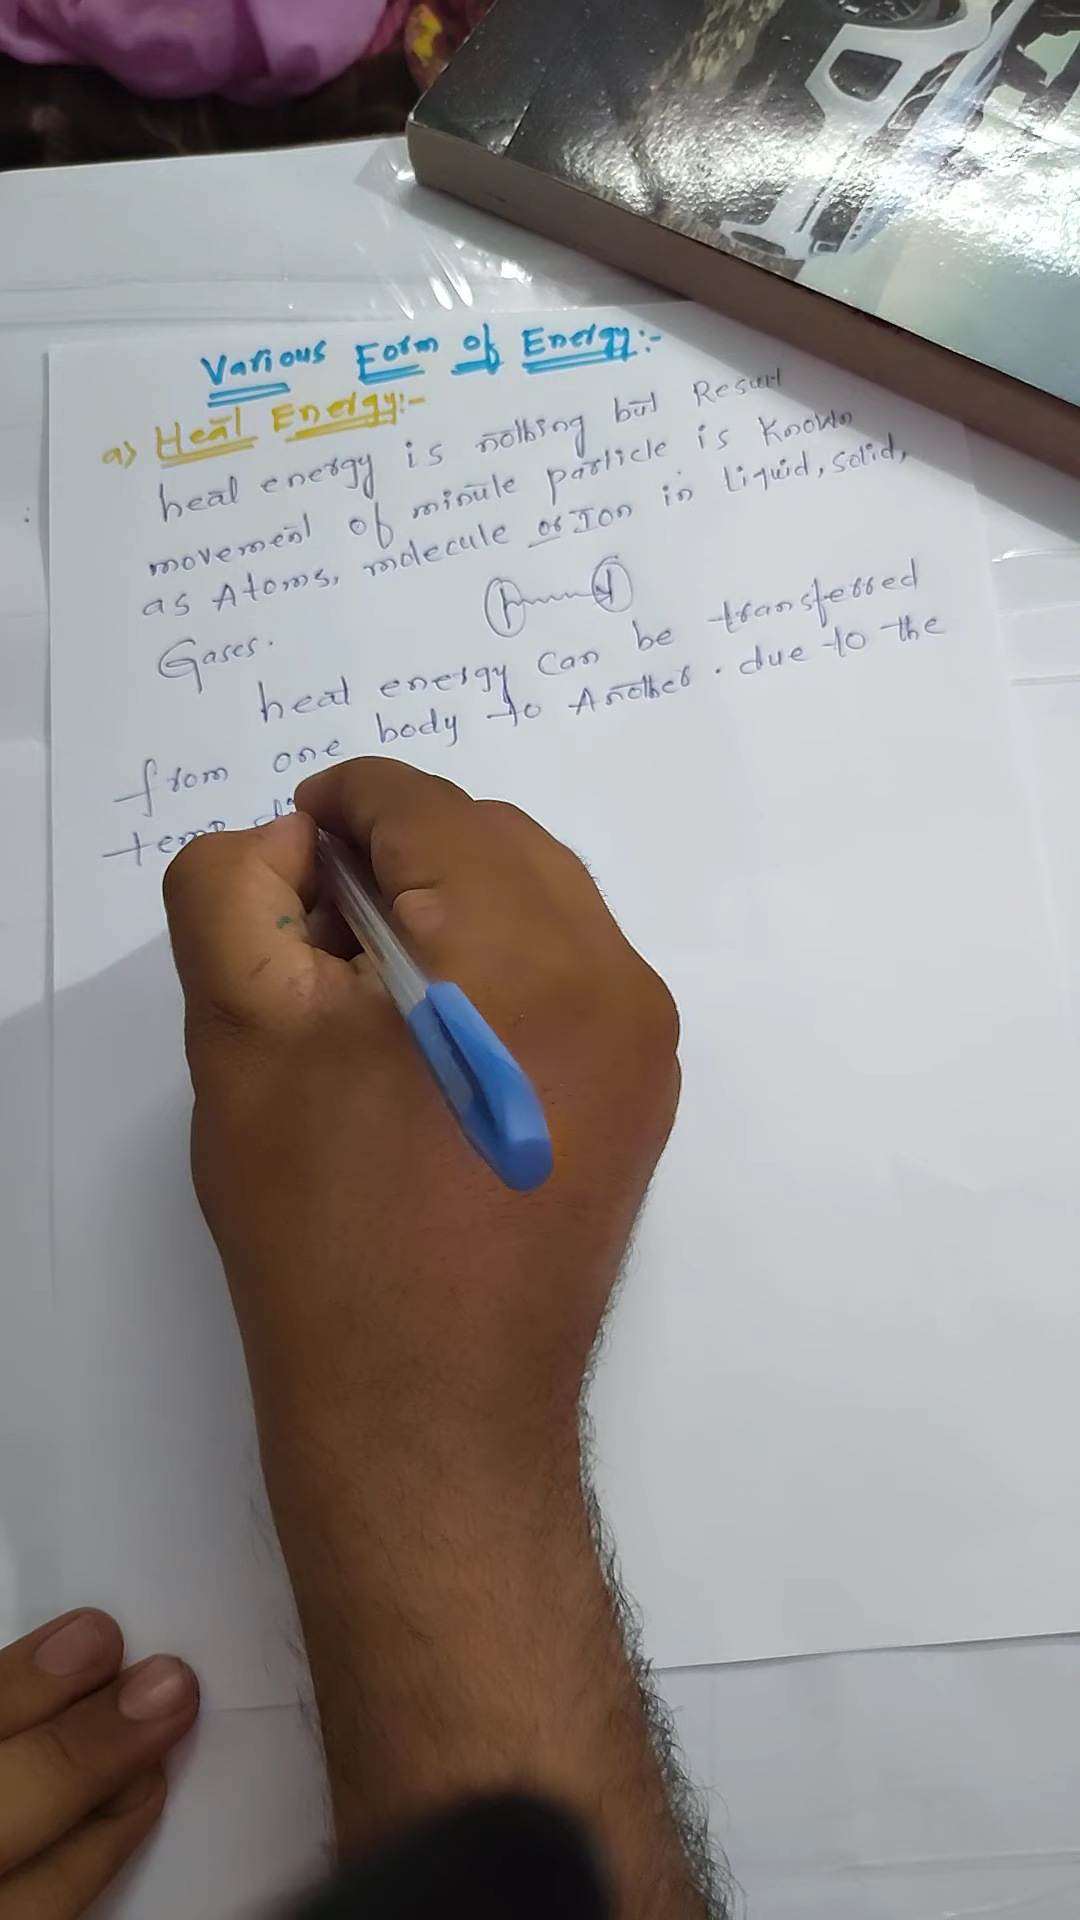 Various Form of Energy:-
a) Heat Energy:-
heat energy is nothing but Result
movement of minute particle is Known
as Atoms, molecule or Ion in Liquid, solid,
Gases.
heat energy Can be transferred
from one body to Another. due to the
temp